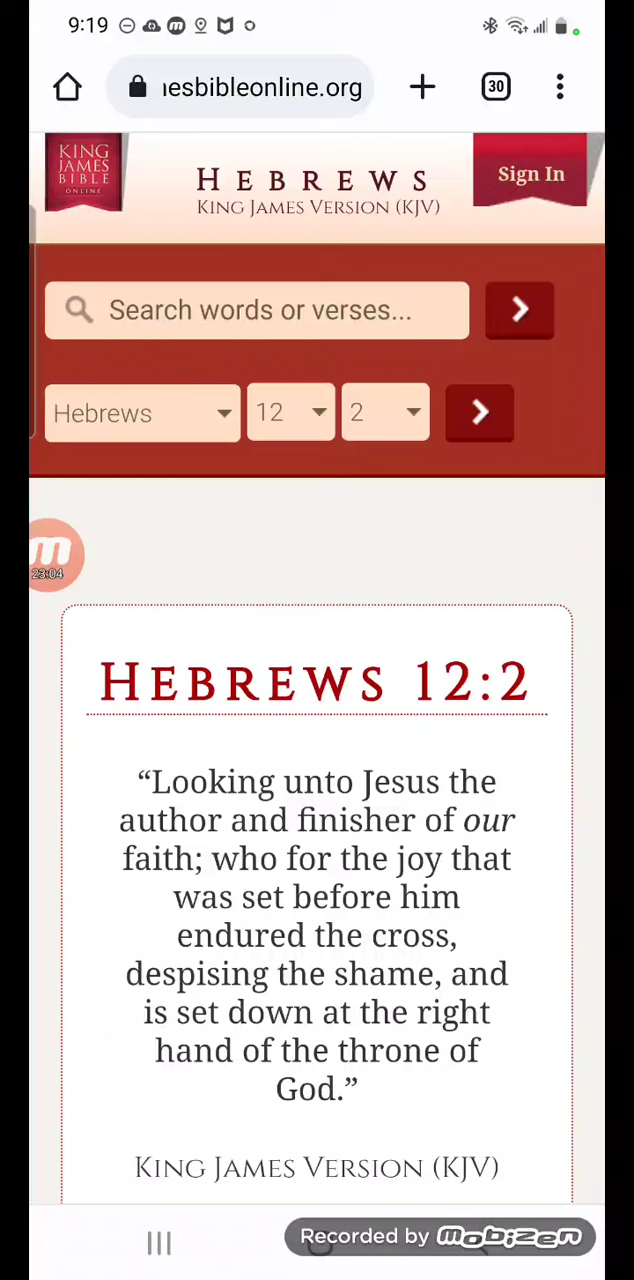 9:19
nesbibleonline.org
30
KING
JAMES
BIBLE
ONLINE
HEBREWS
KING JAMES VERSION (KJV)
Sign In
Search words or verses...
Hebrews 12 2
23:04
HEBREWS 12:2
“Looking unto Jesus the
author and finisher of our
faith; who for the joy that
was set before him
endured the cross,
despising the shame, and
is set down at the right
hand of the throne of
God.”
KING JAMES VERSION (KJV)
Recorded by mobizen